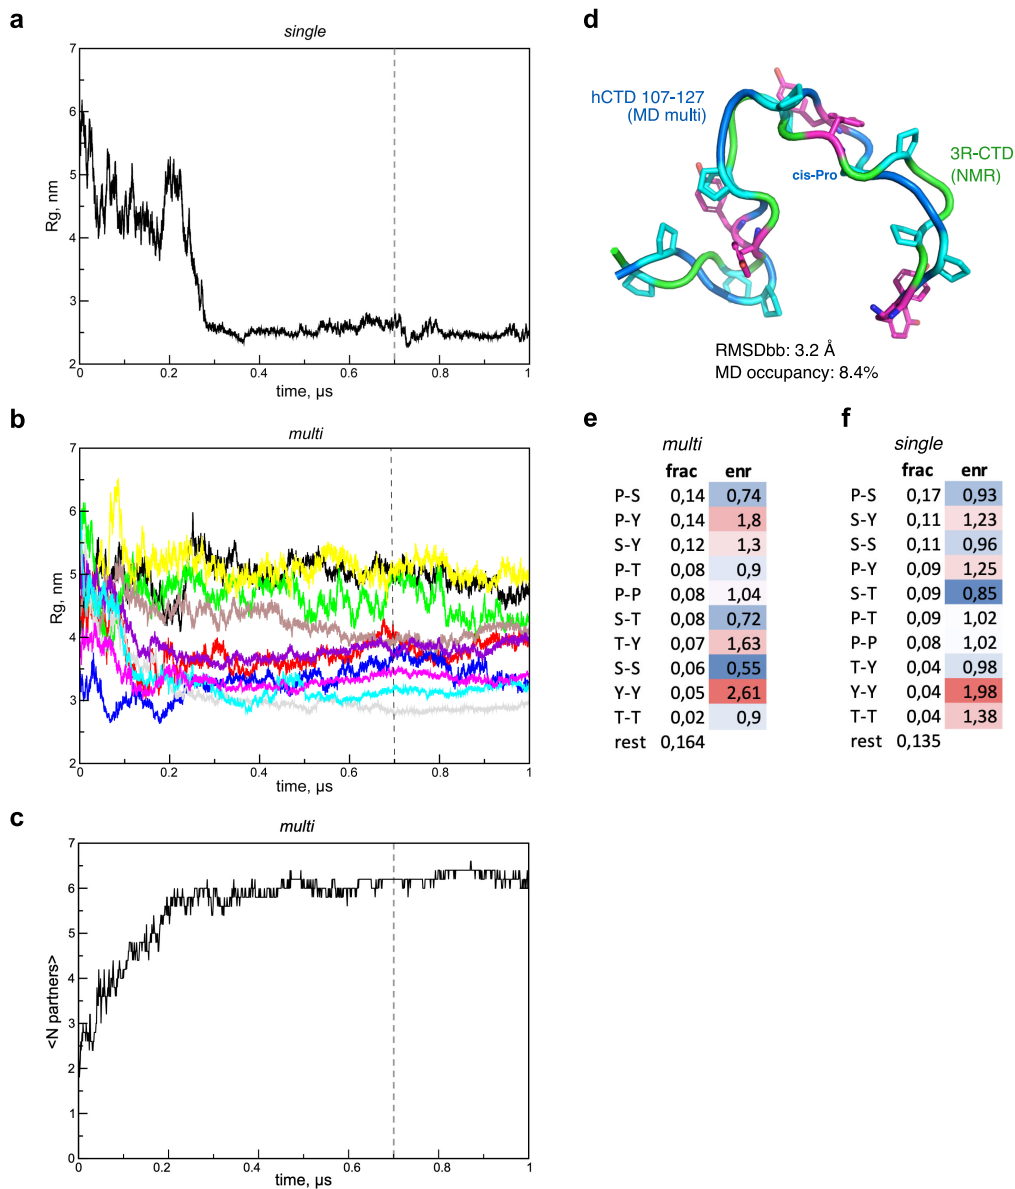 a
single
7
6
5
4
3
2
Rg, nm
0 0.2 0.4 0.6 0.8 1
time, µs
b
multi
7
6
5
4
3
2
Rg, nm
0 0.2 0.4 0.6 0.8 1
time, µs
c
multi
7
6
5
4
3
2
1
0
<N partners>
0 0.2 0.4 0.6 0.8 1
time, µs
d
hCTD 107-127
(MD multi)
cis-Pro
3R-CTD
(NMR)
RMSDbb: 3.2 Å
MD occupancy: 8.4%
e
multi
frac enr
P-S 0,14 0,74
P-Y 0,14 1,8
S-Y 0,12 1,3
P-T 0,08 0,9
P-P 0,08 1,04
S-T 0,08 0,72
T-Y 0,07 1,63
S-S 0,06 0,55
Y-Y 0,05 2,61
T-T 0,02 0,9
rest 0,164
f
single
frac enr
P-S 0,17 0,93
S-Y 0,11 1,23
S-S 0,11 0,96
P-Y 0,09 1,25
S-T 0,09 0,85
P-T 0,09 1,02
P-P 0,08 1,02
T-Y 0,04 0,98
Y-Y 0,04 1,98
T-T 0,04 1,38
rest 0,135